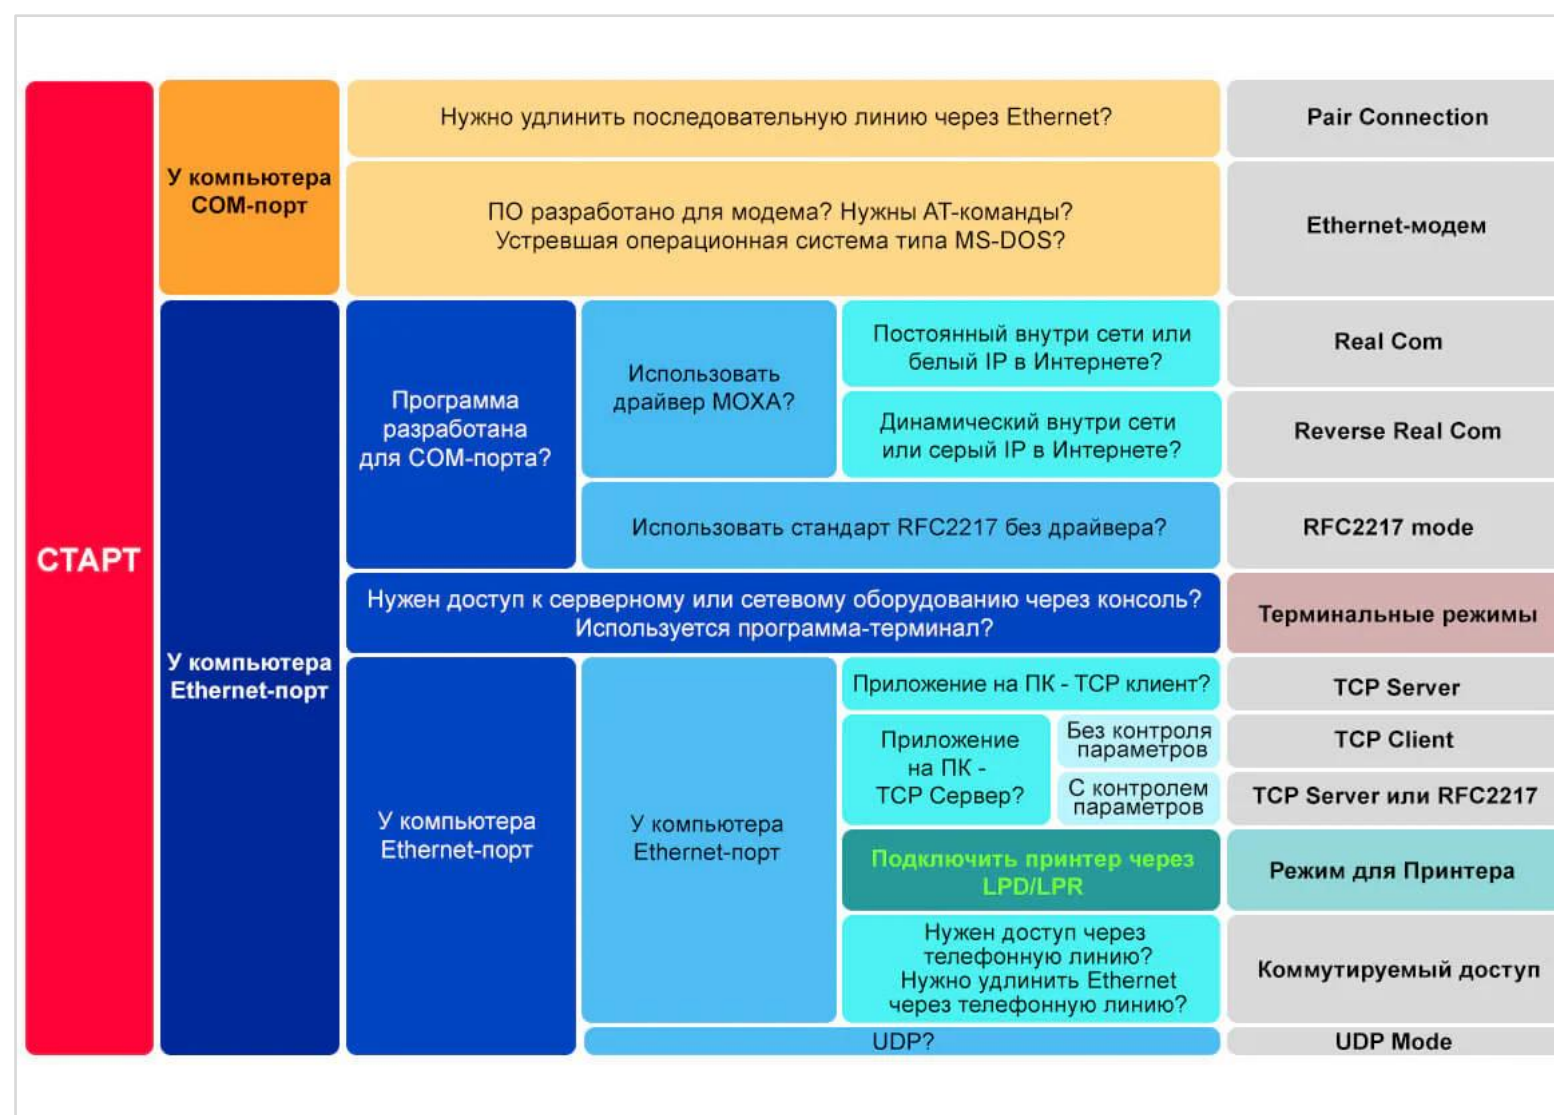 СТАРТ
У компьютера
COM-порт
Нужно удлинить последовательную линию через Ethernet?
Pair Connection
ПО разработано для модема? Нужны AT-команды?
Устревшая операционная система типа MS-DOS?
Ethernet-модем
У компьютера
Ethernet-порт
Программа
разработана
для COM-порта?
Использовать
драйвер MOXA?
Постоянный внутри сети или
белый IP в Интернете?
Real Com
Динамический внутри сети
или серый IP в Интернете?
Reverse Real Com
Использовать стандарт RFC2217 без драйвера?
RFC2217 mode
Нужен доступ к серверному или сетевому оборудованию через консоль?
Используется программа-терминал?
Терминальные режимы
У компьютера
Ethernet-порт
У компьютера
Ethernet-порт
Приложение на ПК - TCP клиент?
TCP Server
Приложение
на ПК -
TCP Сервер?
Без контроля
параметров
TCP Client
С контролем
параметров
TCP Server или RFC2217
Подключить принтер через
LPD/LPR
Режим для Принтера
Нужен доступ через
телефонную линию?
Нужно удлинить Ethernet
через телефонную линию?
Коммутируемый доступ
UDP?
UDP Mode